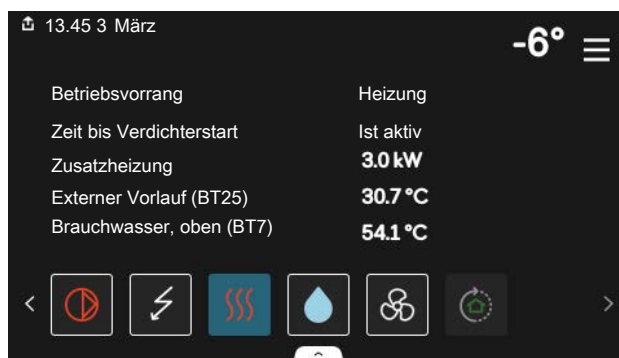 13.45 3 März
-6°
Betriebsvorrang Heizung
Zeit bis Verdichterstart Ist aktiv
Zusatzheizung 3.0 kW
Externer Vorlauf (BT25) 30.7 °C
Brauchwasser, oben (BT7) 54.1 °C